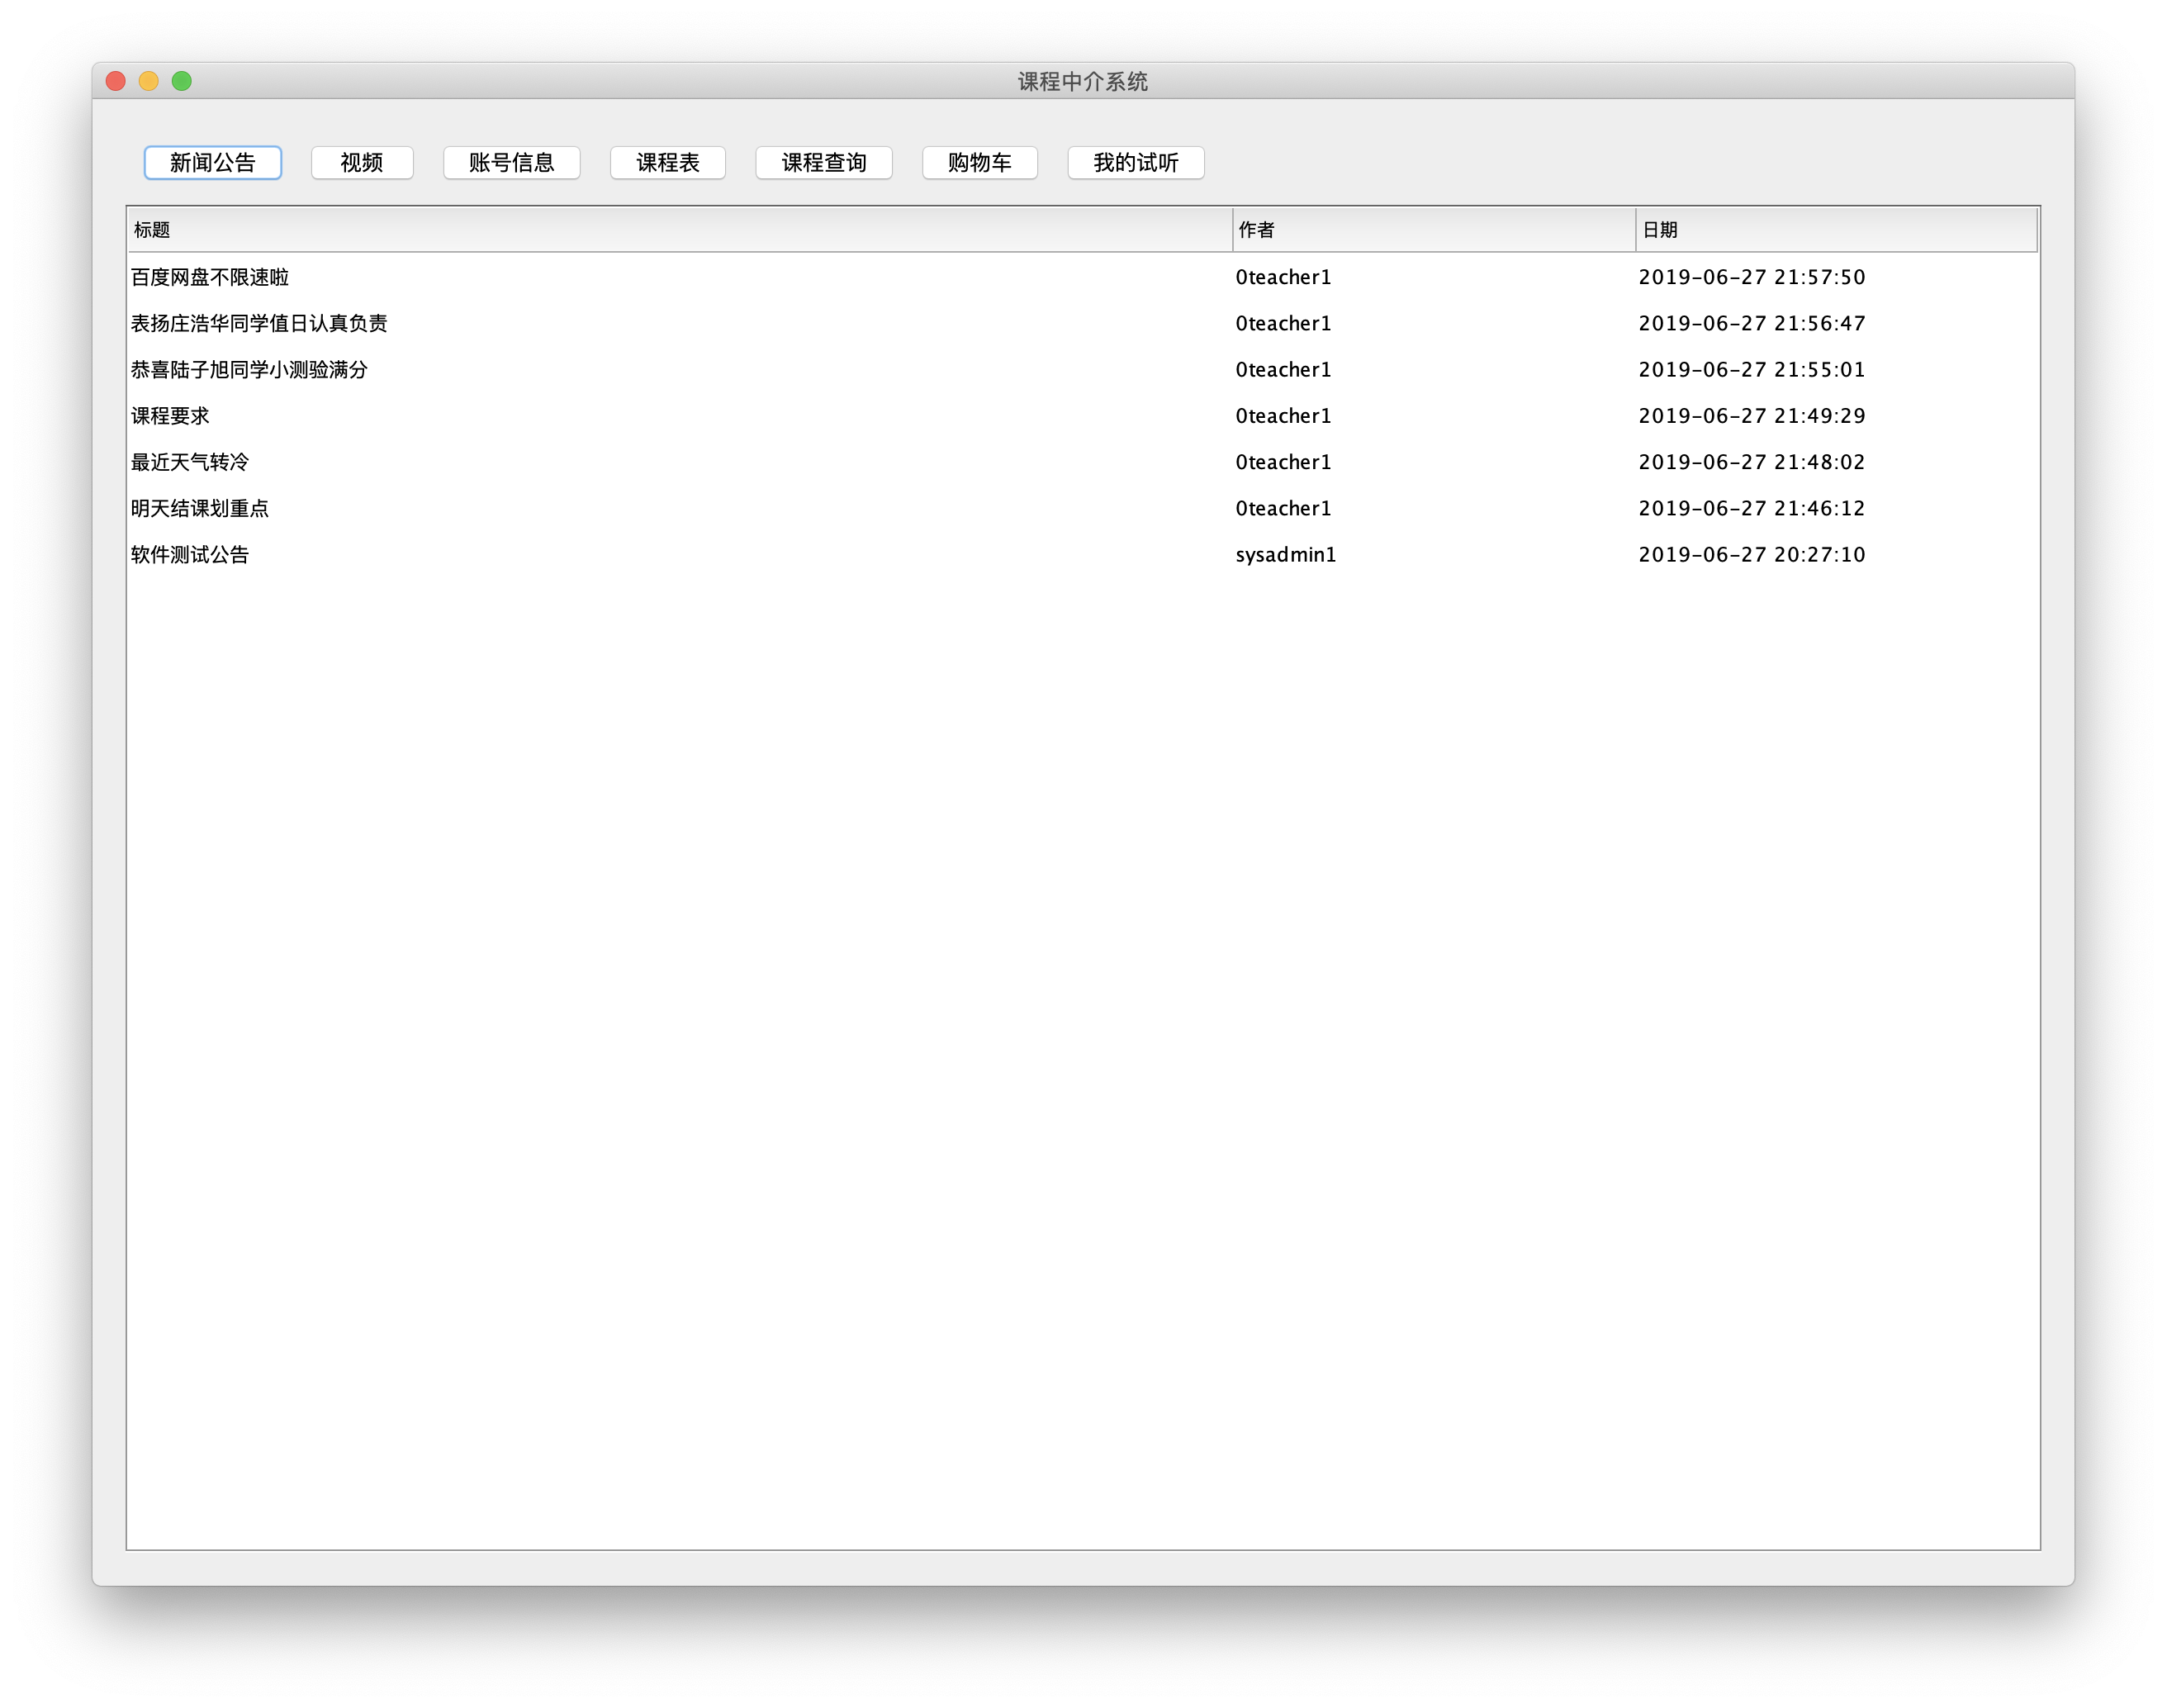 课程中介系统
新闻公告 视频 账号信息 课程表 课程查询 购物车 我的试听
标题 作者 日期
百度网盘不限速啦 0teacher1 2019-06-27 21:57:50
表扬庄浩华同学值日认真负责 0teacher1 2019-06-27 21:56:47
恭喜陆子旭同学小测验满分 0teacher1 2019-06-27 21:55:01
课程要求 0teacher1 2019-06-27 21:49:29
最近天气转冷 0teacher1 2019-06-27 21:48:02
明天结课划重点 0teacher1 2019-06-27 21:46:12
软件测试公告 sysadmin1 2019-06-27 20:27:10